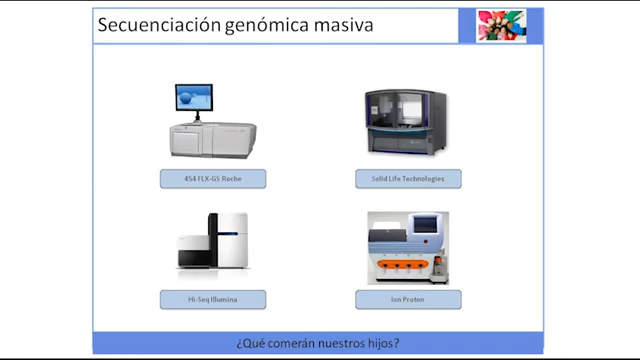 Secuenciación genómica masiva
454 FLX-GS Roche
Solid Life Technologies
Hi-Seq Illumina
Ion Proton
¿Qué comerán nuestros hijos?